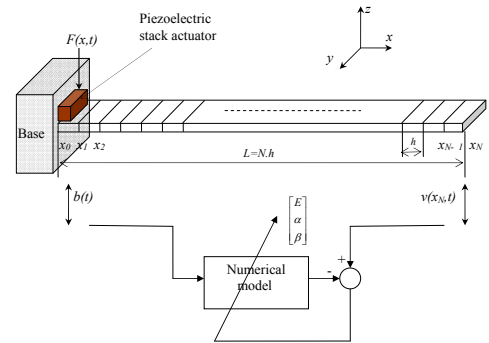 Piezoelectric
stack actuator
F(x,t)
z
x
y
Base
x0 x1 x2
h
xN- 1 xN
L=N.h
b(t)
v(xN,t)
E
α
β
Numerical
model
+
-